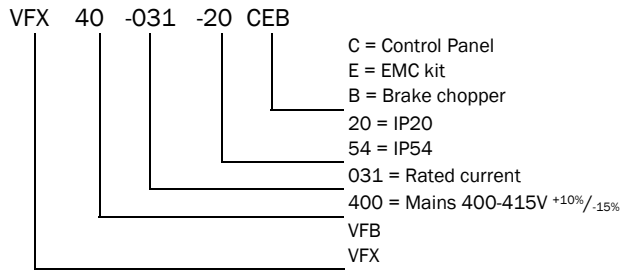 VFX 40 -031 -20 CEB
C = Control Panel
E = EMC kit
B = Brake chopper
20 = IP20
54 = IP54
031 = Rated current
400 = Mains 400-415V +10%/-15%
VFB
VFX